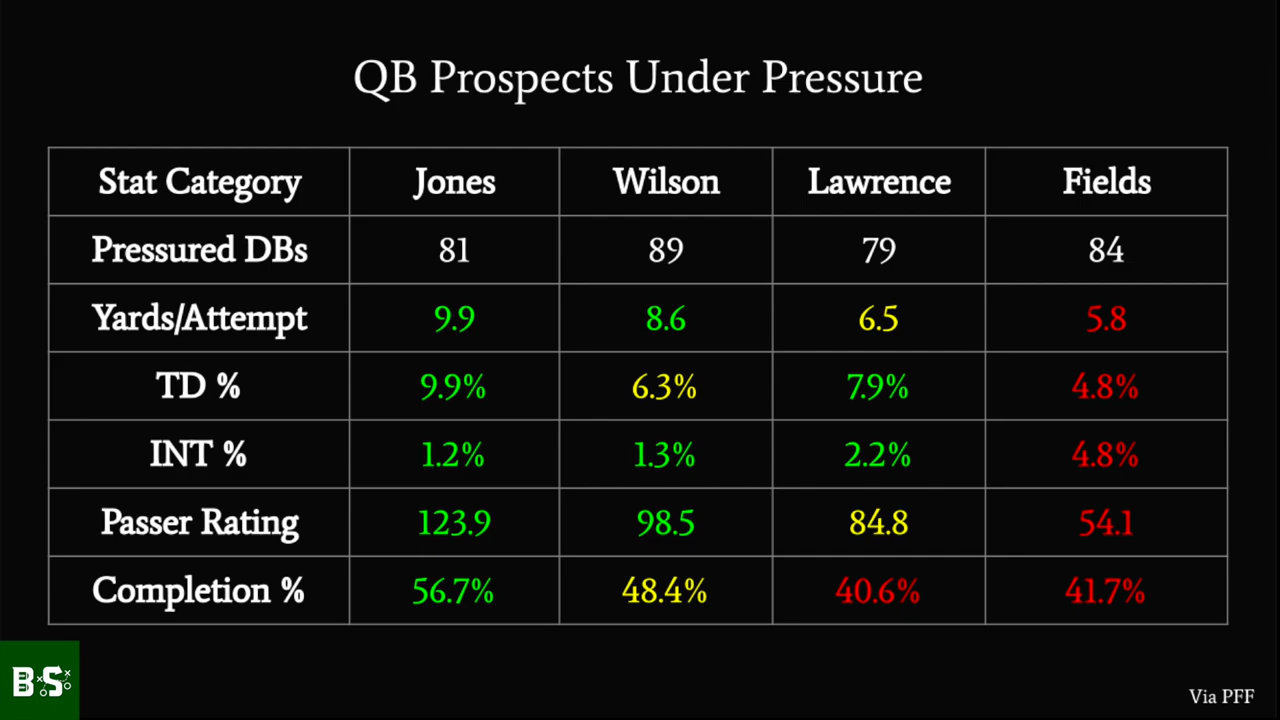 QB Prospects Under Pressure
Stat Category Jones Wilson Lawrence Fields
Pressured DBs 81 89 79 84
Yards/Attempt 9.9 8.6 6.5 5.8
TD % 9.9% 6.3% 7.9% 4.8%
INT % 1.2% 1.3% 2.2% 4.8%
Passer Rating 123.9 98.5 84.8 54.1
Completion % 56.7% 48.4% 40.6% 41.7%
BS
Via PFF